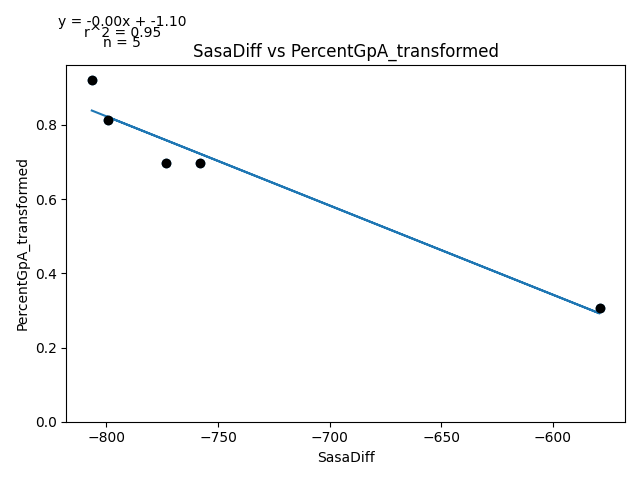 y = -0.00x + -1.10
r^2 = 0.95
n = 5
SasaDiff vs PercentGpA_transformed
PercentGpA_transformed
0.8
0.6
0.4
0.2
0.0
−800
−750
−700
−650
−600
SasaDiff